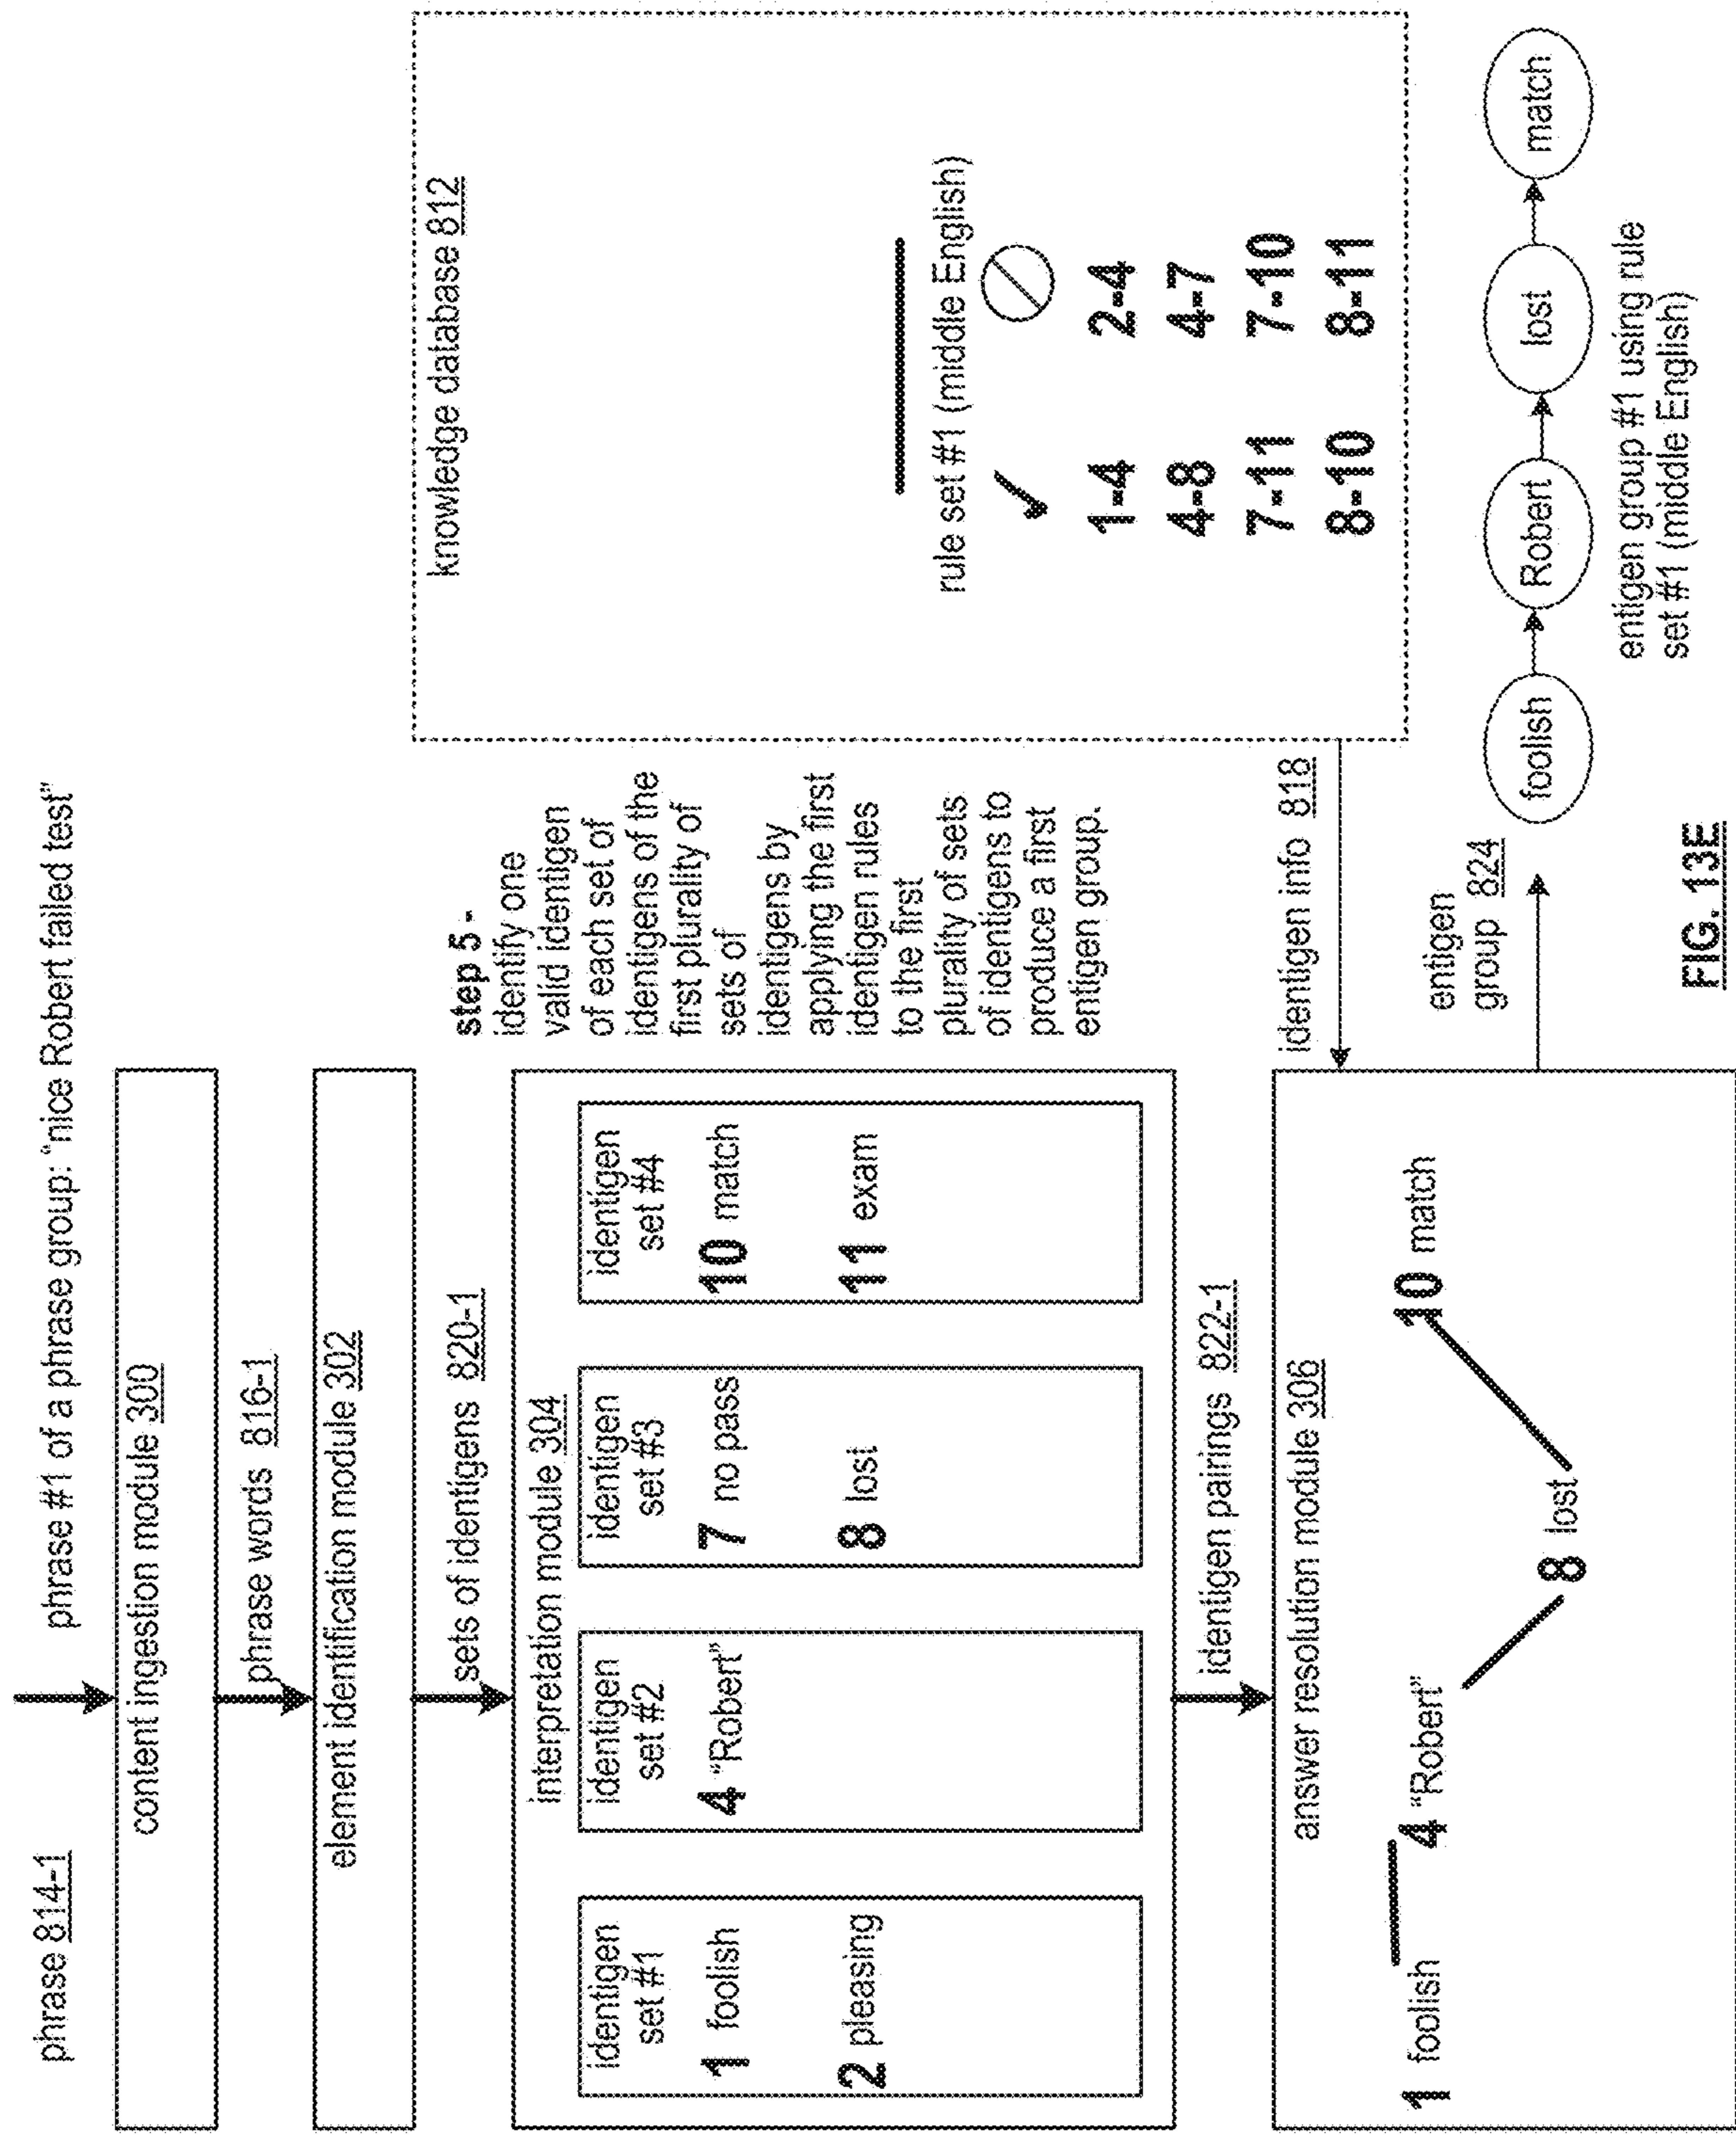 phrase 814-1
phrase #1 of a phrase group: "nice Robert failed test"
content ingestion module 300
phrase words 816-1
element identification module 302
sets of identigens 820-1
interpretation module 304
identigen
set #1
1 foolish
2 pleasing
identigen
set #2
4 "Robert"
identigen
set #3
7 no pass
8 lost
identigen
set #4
10 match
11 exam
identigen pairings 822-1
answer resolution module 306
1 foolish
4 "Robert"
8 lost
10 match
step 5 -
identify one
valid identigen
of each set of
identigens of the
first plurality of
sets of
identigens by
applying the first
identigen rules
to the first
plurality of sets
of identigens to
produce a first
entigen group.
knowledge database 812
rule set #1 (middle English)
1-4 2-4
4-8 4-7
7-11 7-10
8-10 8-11
identigen info 818
entigen
group 824
foolish
Robert
lost
match
entigen group #1 using rule
set #1 (middle English)
FIG. 13E